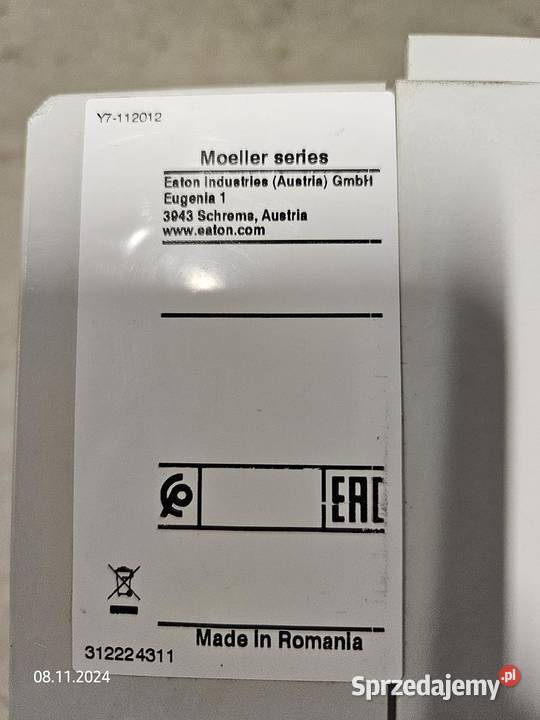 Y7-112012
Moeller series
Eaton Industries (Austria) GmbH
Eugenia 1
3943 Schrems, Austria
www.eaton.com
EAC
Made in Romania
312224311
08.11.2024
Sprzedajemy.pl